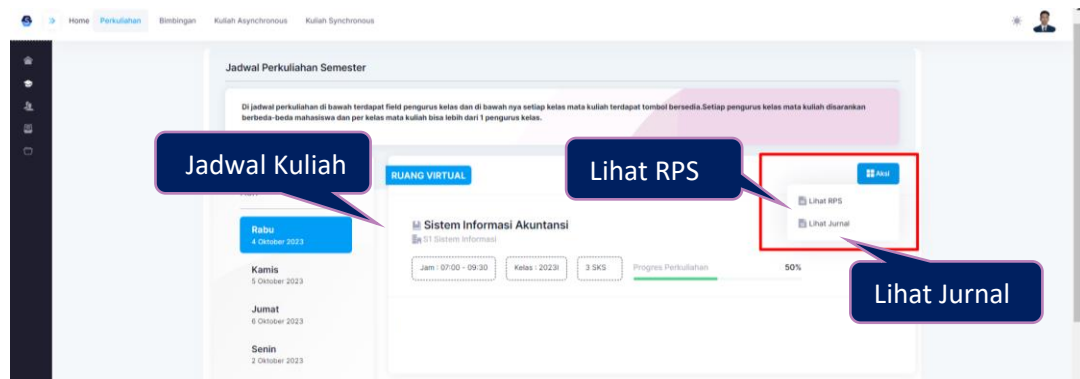 Home Perkuliahan Bimbingan Kuliah Asynchronous Kuliah Synchronous
Jadwal Perkuliahan Semester
Di jadwal perkuliahan di bawah terdapat field pengurus kelas dan di bawah nya setiap kelas mata kuliah terdapat tombol bersedia.Setiap pengurus kelas mata kuliah disarankan
berbeda-beda mahasiswa dan per kelas mata kuliah bisa lebih dari 1 pengurus kelas.
Jadwal Kuliah
RUANG VIRTUAL
Lihat RPS
Aksi
Lihat RPS
Lihat Jurnal
Lihat Jurnal
Rabu
4 Oktober 2023
Kamis
5 Oktober 2023
Jumat
6 Oktober 2023
Senin
2 Oktober 2023
Sistem Informasi Akuntansi
S1 Sistem Informasi
Jam : 07:00 - 09:30
Kelas : 2023I
3 SKS
Progres Perkuliahan
50%